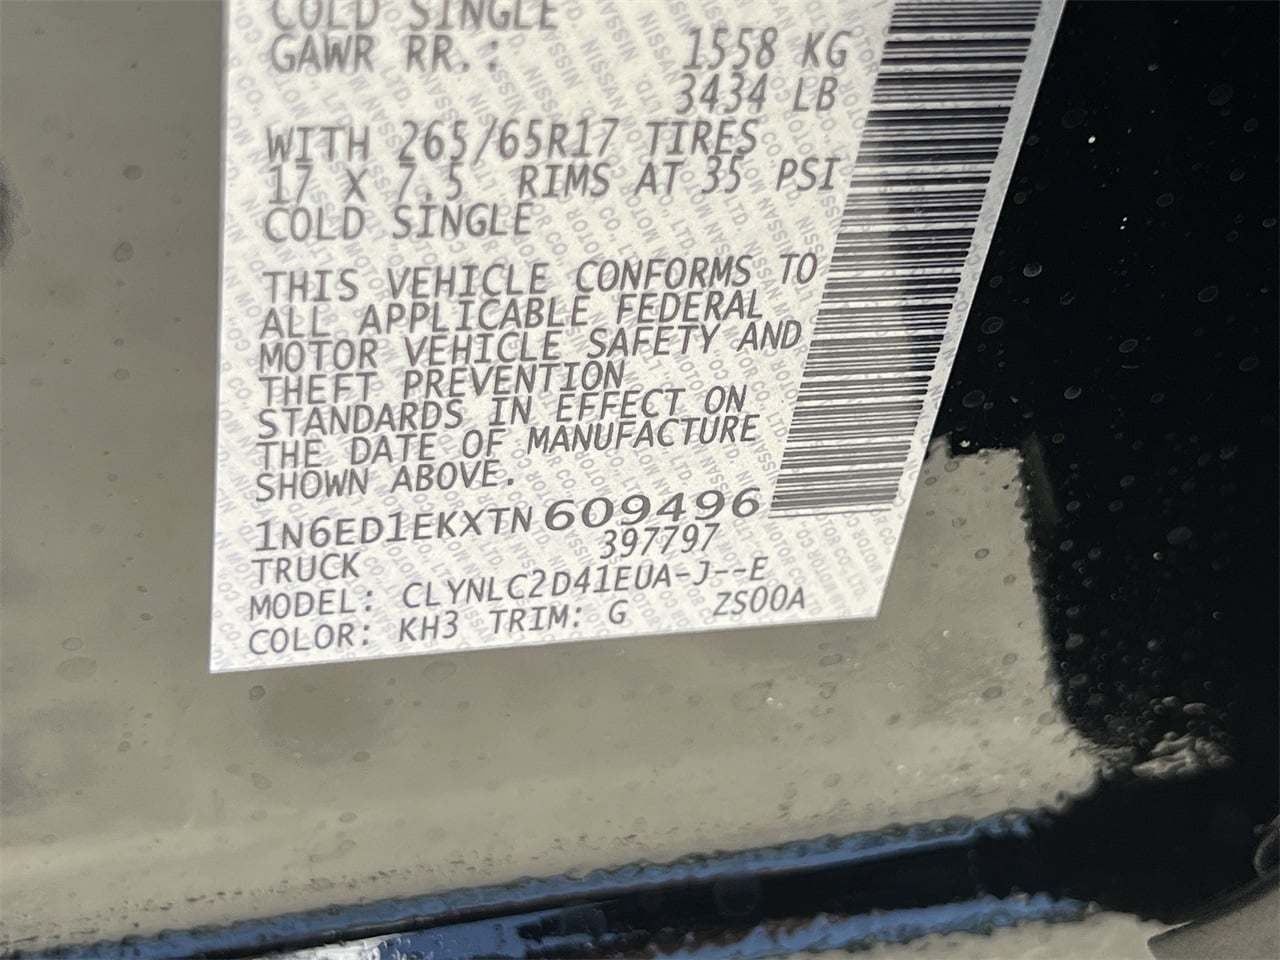 COLD SINGLE
GAWR RR.: 1558 KG
3434 LB
WITH 265/65R17 TIRES
17 X 7.5 RIMS AT 35 PSI
COLD SINGLE
THIS VEHICLE CONFORMS TO
ALL APPLICABLE FEDERAL
MOTOR VEHICLE SAFETY AND
THEFT PREVENTION
STANDARDS IN EFFECT ON
THE DATE OF MANUFACTURE
SHOWN ABOVE.
1N6ED1EKXTN609496
397797
TRUCK
MODEL: CLYNLC2D41EUA-J--E
COLOR: KH3 TRIM: G ZS00A